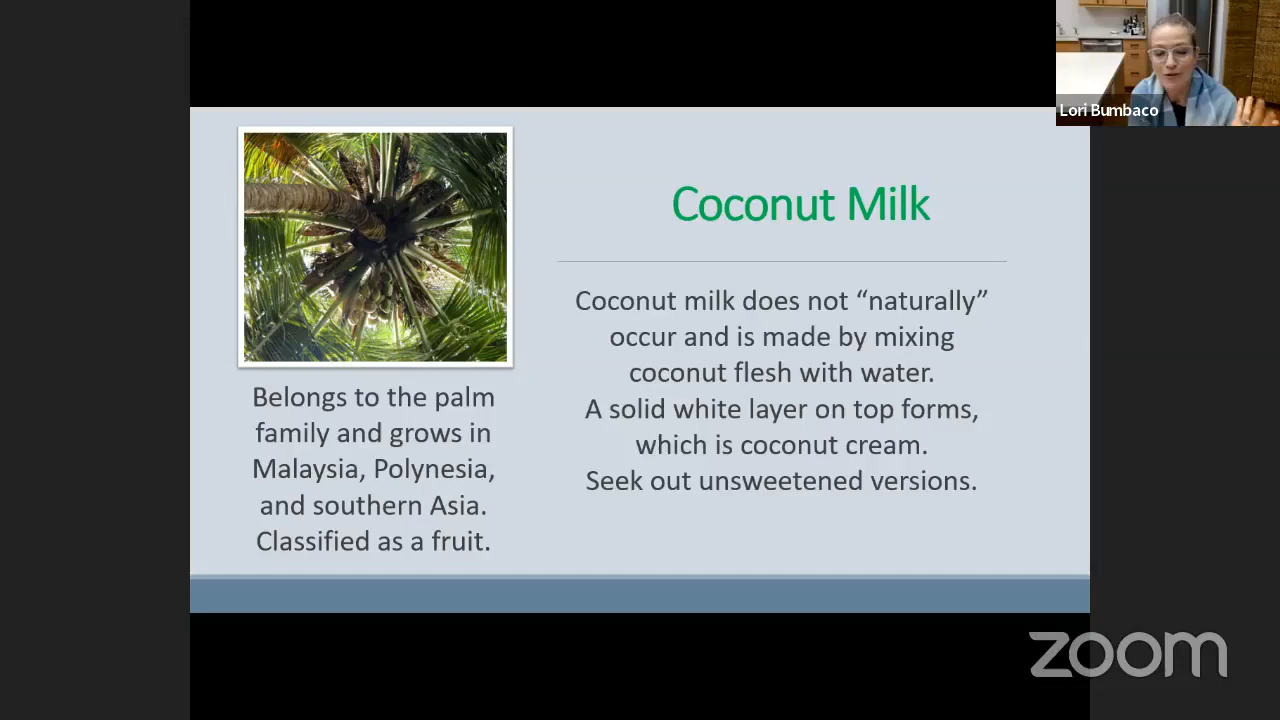 Lori Bumbaco
Coconut Milk
Coconut milk does not “naturally”
occur and is made by mixing
coconut flesh with water.
A solid white layer on top forms,
which is coconut cream.
Seek out unsweetened versions.
Belongs to the palm
family and grows in
Malaysia, Polynesia,
and southern Asia.
Classified as a fruit.
zoom